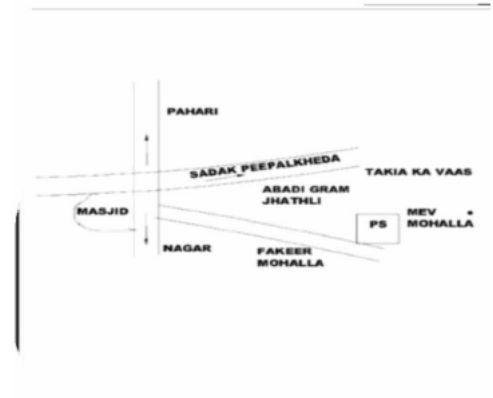 PAHARI
SADAK PEEPALKHEDA
TAKIA KA VAAS
ABADI GRAM
JHATHLI
MASJID
PS
MEV
MOHALLA
NAGAR
FAKEER
MOHALLA